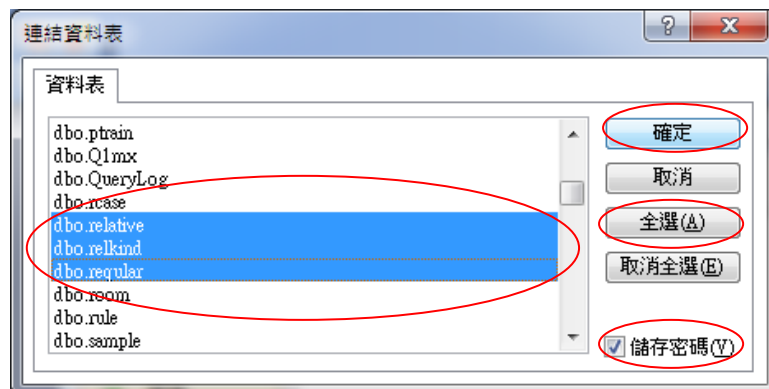 連結資料表
資料表
dbo.ptrain
dbo.Q1mx
dbo.QueryLog
dbo.rcase
dbo.relative
dbo.relkind
dbo.reqular
dbo.room
dbo.rule
dbo.sample
確定
取消
全選(A)
取消全選(E)
儲存密碼(V)